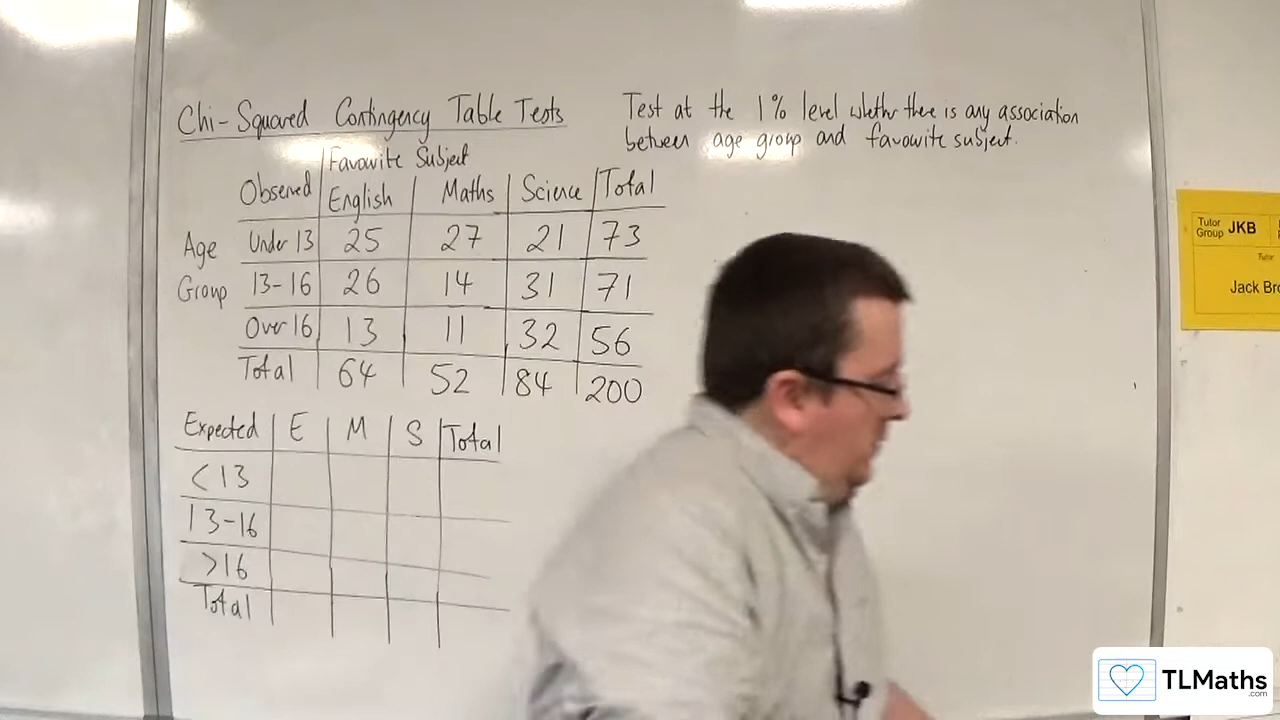 Chi-Squared Contingency Table Tests
Test at the 1% level whether there is any association
between age group and favourite subject.
Favourite Subject
Observed English Maths Science Total
Age Under 13 25 27 21 73
Group 13-16 26 14 31 71
Over 16 13 11 32 56
Total 64 52 84 200
Expected E M S Total
<13
13-16
>16
Total
Tutor
Group JKB
Tutor
Jack Bro
TLMaths
.com